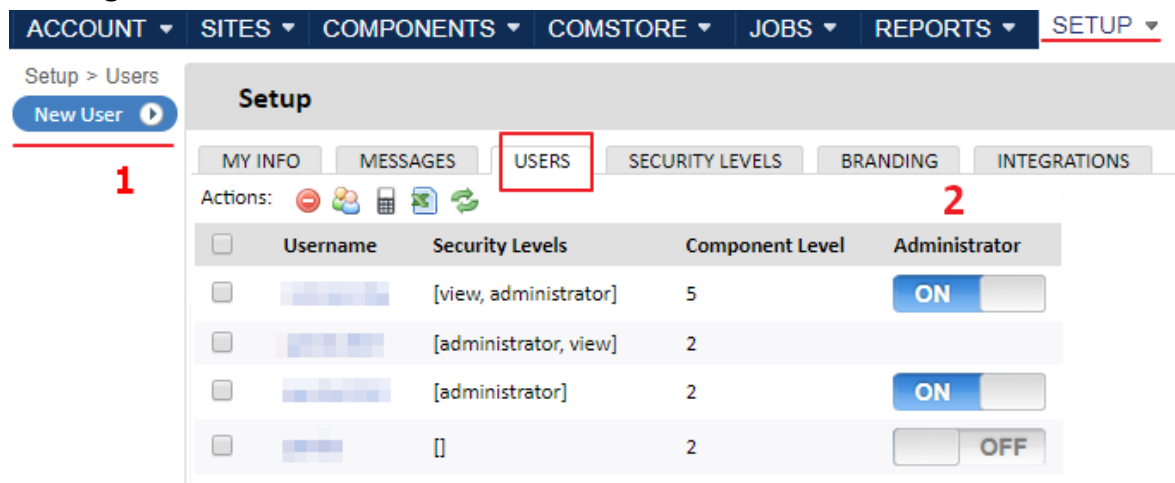 ACCOUNT SITES COMPONENTS COMSTORE JOBS REPORTS SETUP
Setup > Users
New User
1
Setup
MY INFO MESSAGES USERS SECURITY LEVELS BRANDING INTEGRATIONS
Actions:
2
Username Security Levels Component Level Administrator
[view, administrator] 5 ON
[administrator, view] 2
[administrator] 2 ON
[] 2 OFF